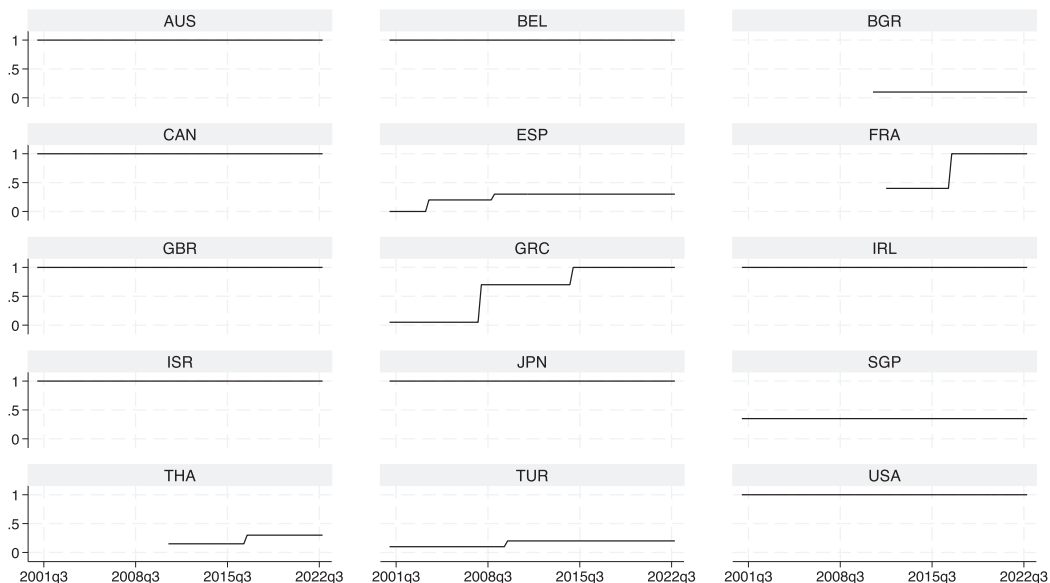 AUS BEL BGR
1
.5
0
CAN ESP FRA
1
.5
0
GBR GRC IRL
1
.5
0
ISR JPN SGP
1
.5
0
THA TUR USA
1
.5
0
2001q3 2008q3 2015q3 2022q3 2001q3 2008q3 2015q3 2022q3 2001q3 2008q3 2015q3 2022q3